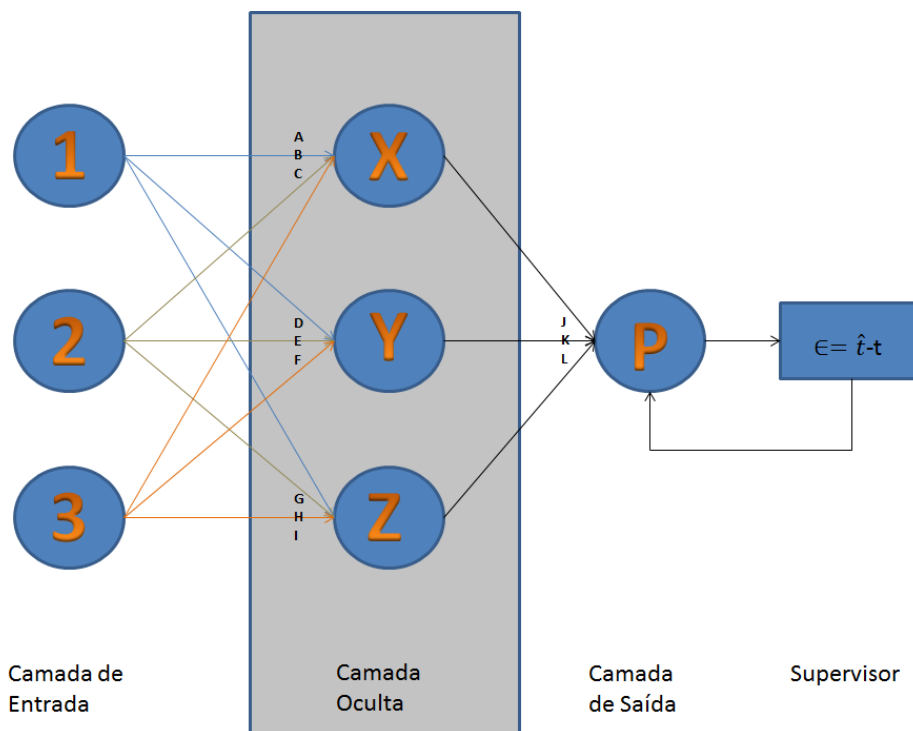 A
B
C
1
X
D
E
F
J
K
L
2
Y
P
∈= t̂-t
G
H
I
3
Z
Camada de
Entrada
Camada
Oculta
Camada
de Saída
Supervisor